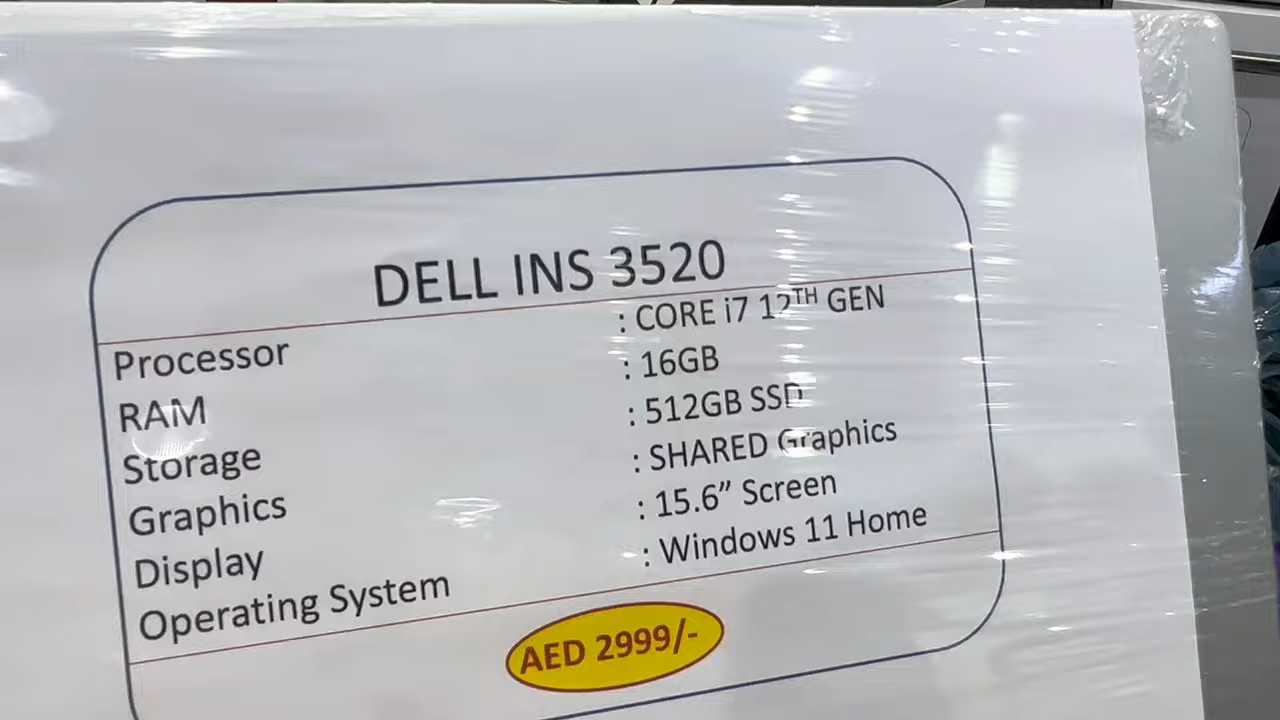 DELL INS 3520
Processor : CORE i7 12TH GEN
RAM : 16GB
Storage : 512GB SSD
Graphics : SHARED Graphics
Display : 15.6” Screen
Operating System : Windows 11 Home
AED 2999/-